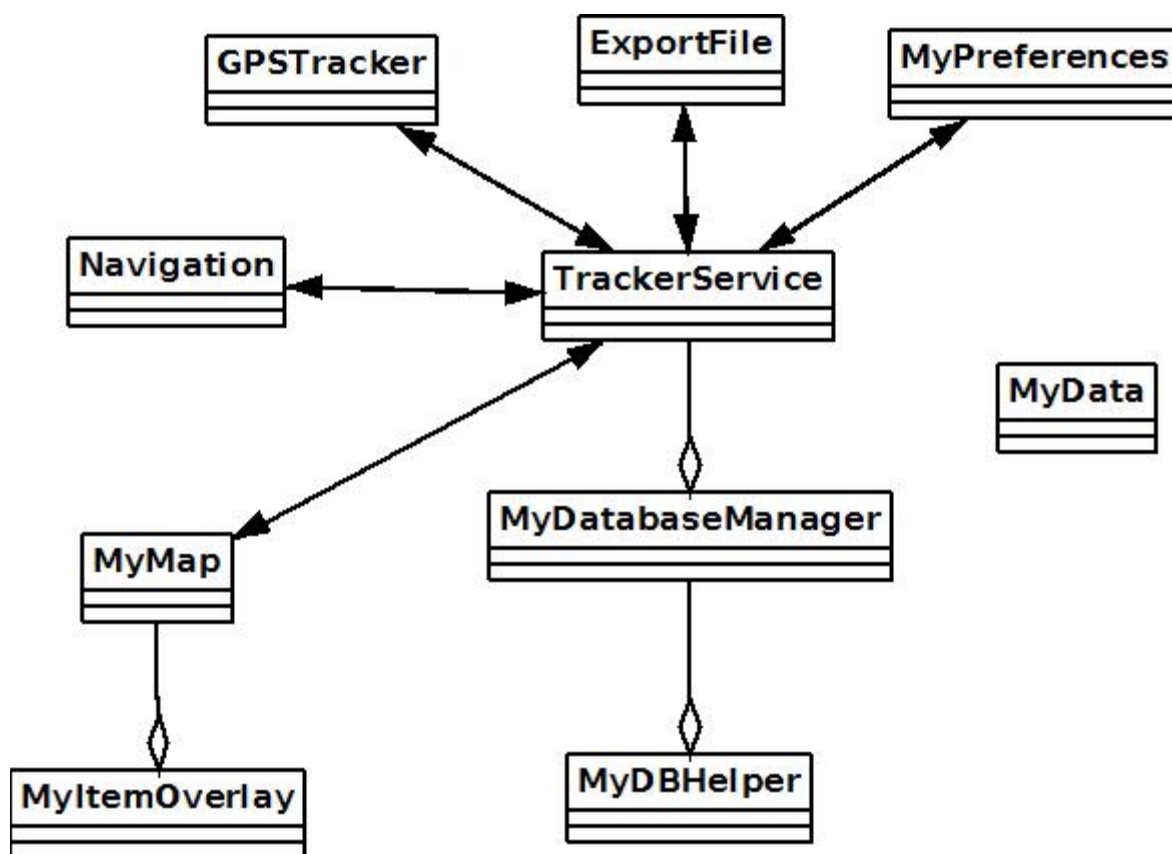 GPSTracker
ExportFile
MyPreferences
Navigation
TrackerService
MyData
MyDatabaseManager
MyMap
MyItemOverlay
MyDBHelper